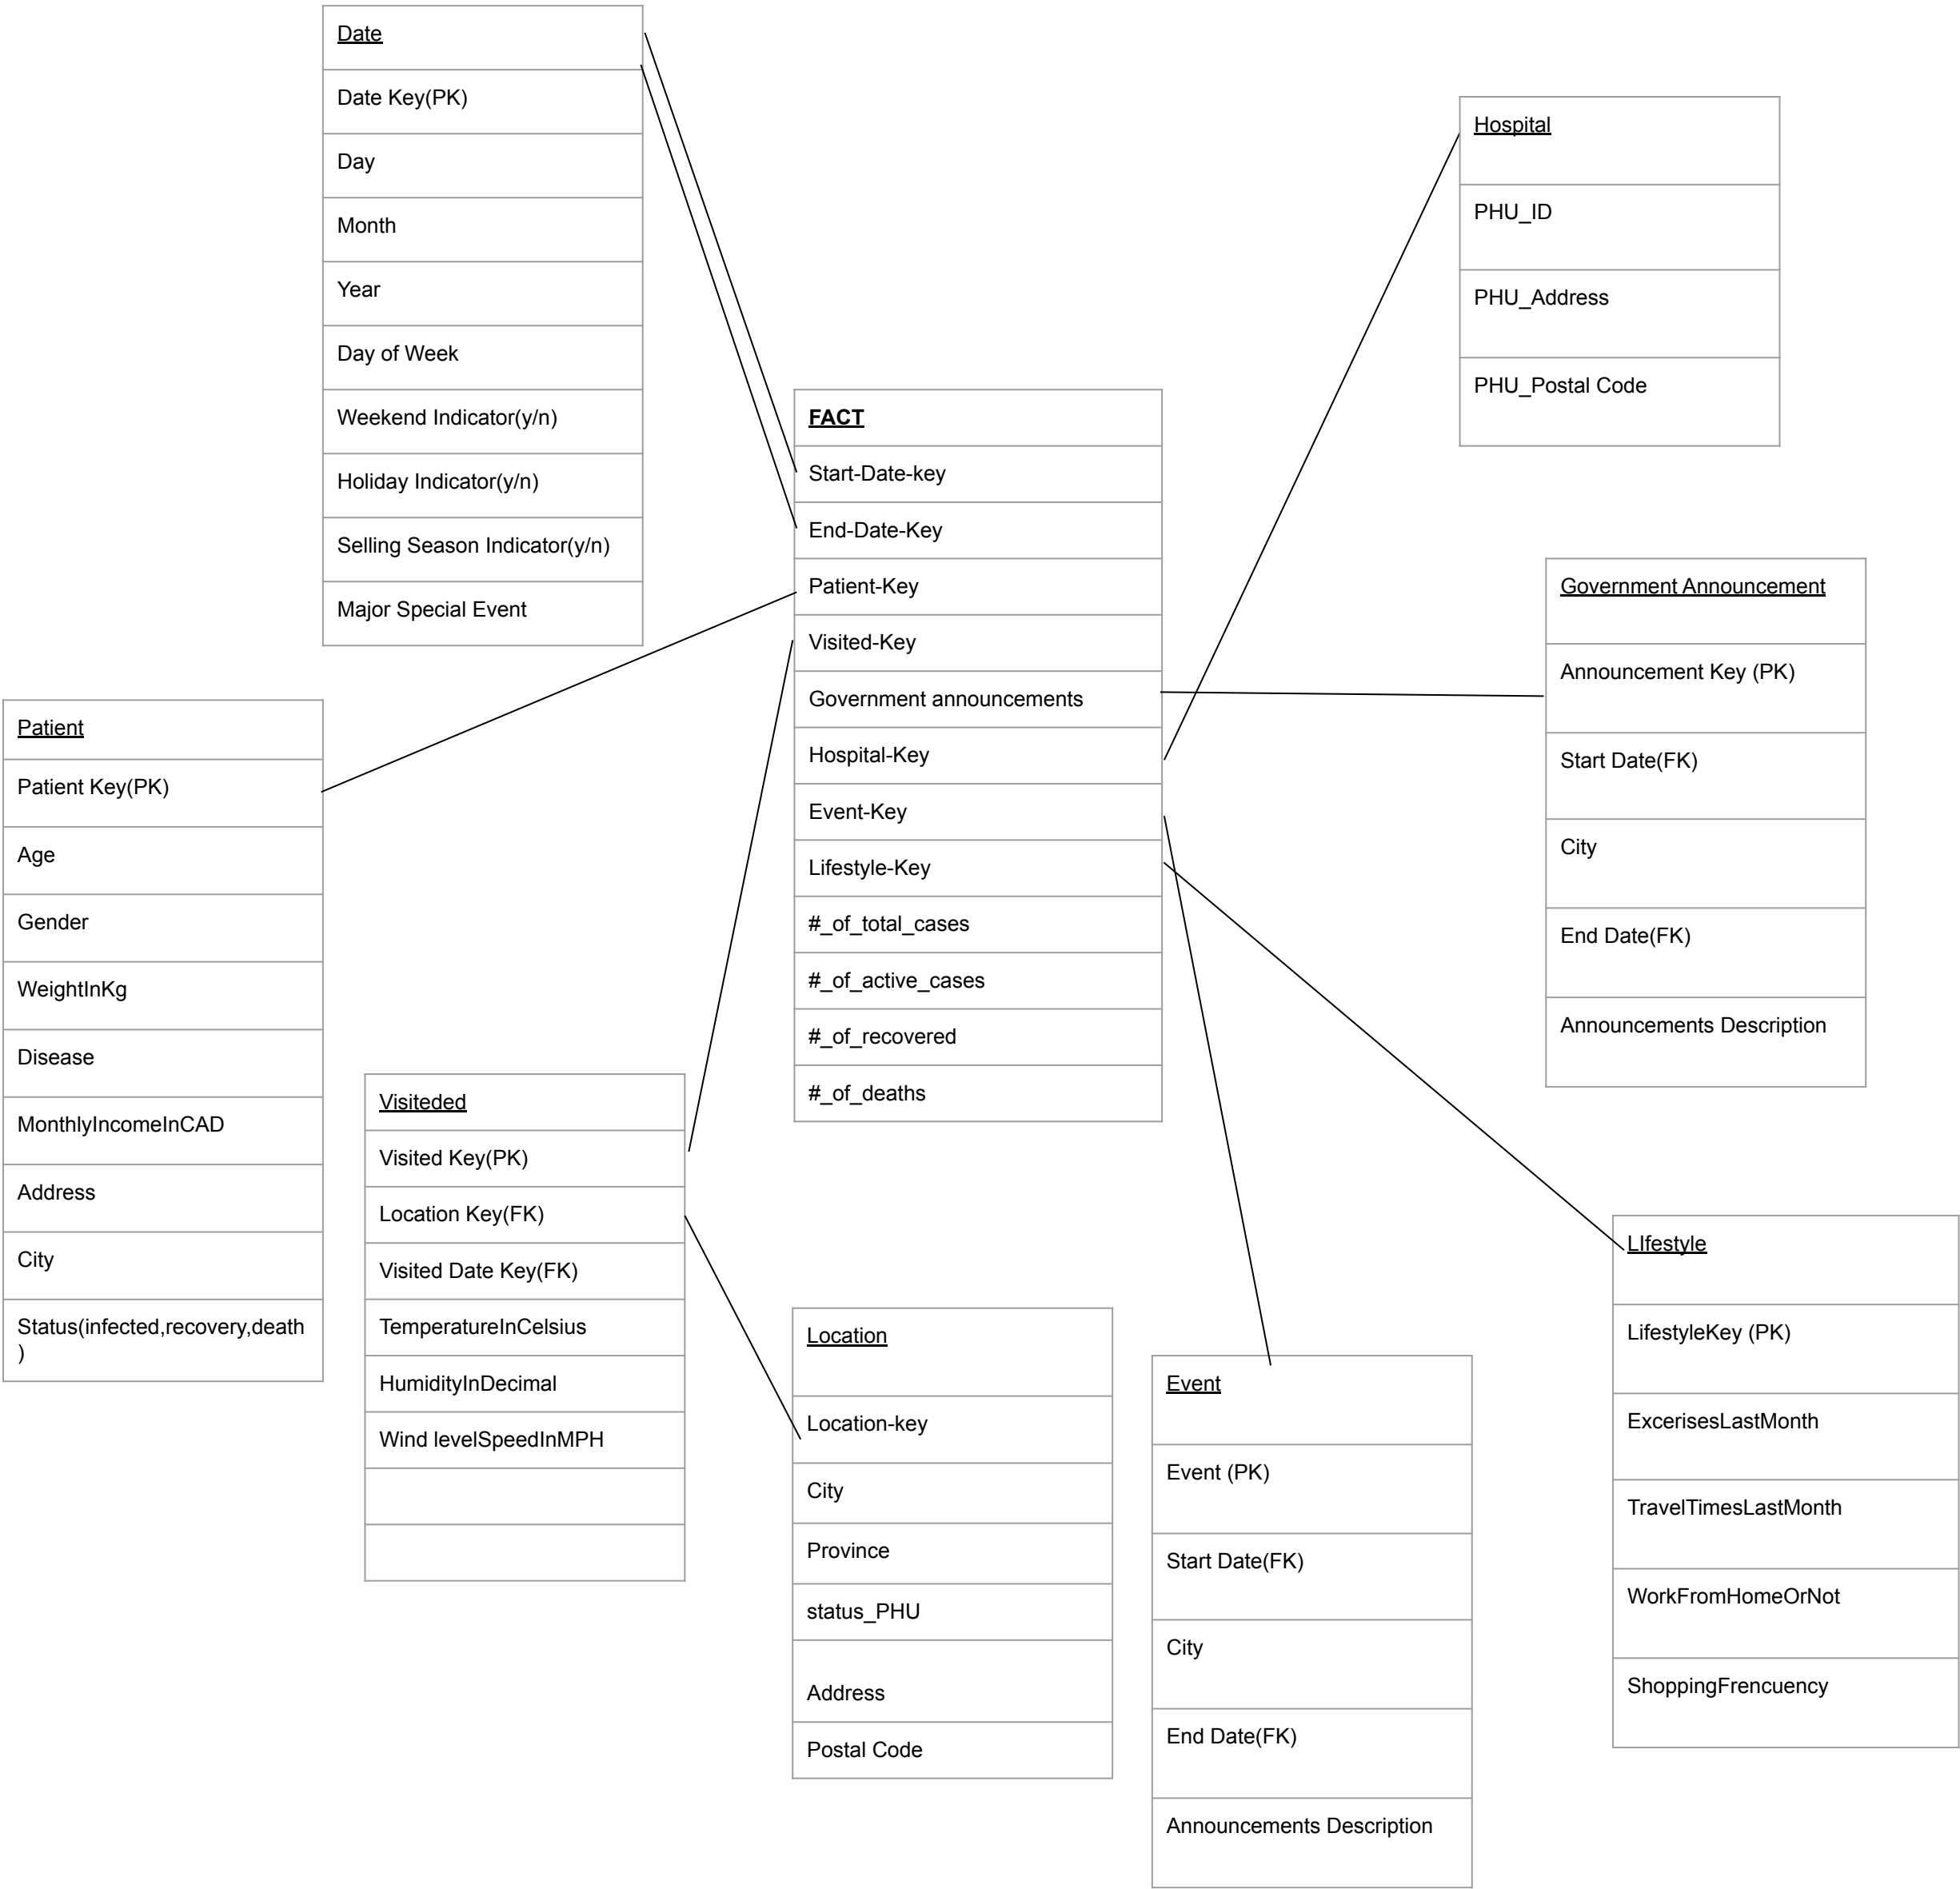 Date
Date Key(PK)
Day
Month
Year
Day of Week
Weekend Indicator(y/n)
Holiday Indicator(y/n)
Selling Season Indicator(y/n)
Major Special Event
Hospital
PHU_ID
PHU_Address
PHU_Postal Code
FACT
Start-Date-key
End-Date-Key
Patient-Key
Visited-Key
Government announcements
Hospital-Key
Event-Key
Lifestyle-Key
#_of_total_cases
#_of_active_cases
#_of_recovered
#_of_deaths
Government Announcement
Announcement Key (PK)
Start Date(FK)
City
End Date(FK)
Announcements Description
Patient
Patient Key(PK)
Age
Gender
WeightInKg
Disease
MonthlyIncomeInCAD
Address
City
Status(infected,recovery,death
)
Visiteded
Visited Key(PK)
Location Key(FK)
Visited Date Key(FK)
TemperatureInCelsius
HumidityInDecimal
Wind levelSpeedInMPH
Location
Location-key
City
Province
status_PHU
Address
Postal Code
Event
Event (PK)
Start Date(FK)
City
End Date(FK)
Announcements Description
LIfestyle
LifestyleKey (PK)
ExcerisesLastMonth
TravelTimesLastMonth
WorkFromHomeOrNot
ShoppingFrencuency